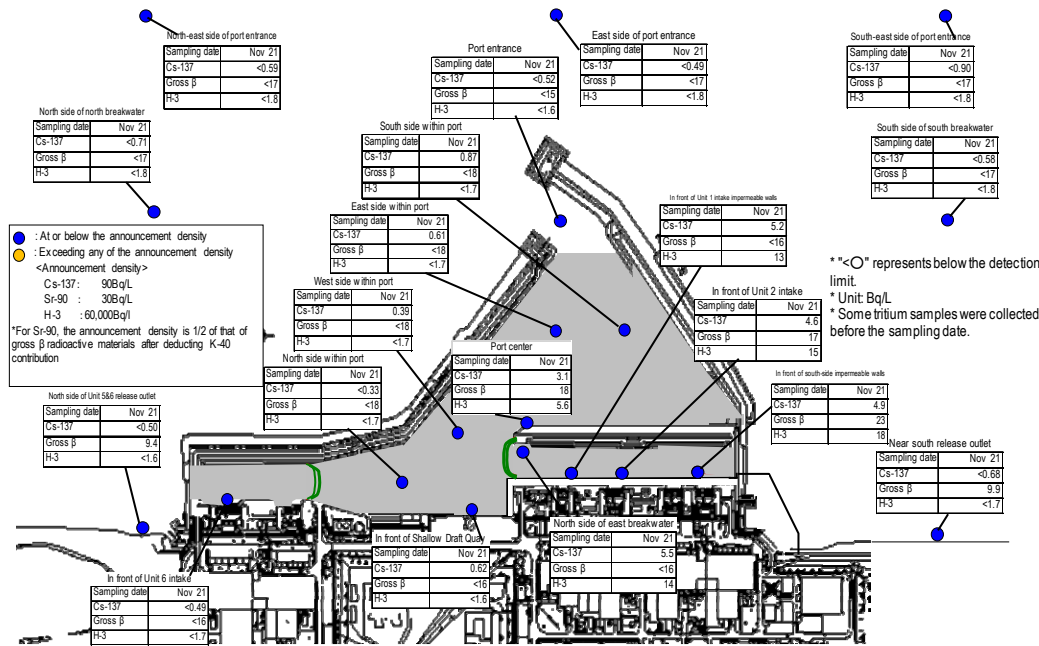 North-east side of port entrance
Sampling date Nov 21
Cs-137 <0.59
Gross β <17
H-3 <1.8
Port entrance
Sampling date Nov 21
Cs-137 <0.52
Gross β <15
H-3 <1.6
East side of port entrance
Sampling date Nov 21
Cs-137 <0.49
Gross β <17
H-3 <1.8
South-east side of port entrance
Sampling date Nov 21
Cs-137 <0.90
Gross β <17
H-3 <1.8
North side of north breakwater
Sampling date Nov 21
Cs-137 <0.71
Gross β <17
H-3 <1.8
South side within port
Sampling date Nov 21
Cs-137 0.87
Gross β <18
H-3 <1.7
South side of south breakwater
Sampling date Nov 21
Cs-137 <0.58
Gross β <17
H-3 <1.8
East side within port
Sampling date Nov 21
Cs-137 0.61
Gross β <18
H-3 <1.7
In front of Unit 1 intake impermeable walls
Sampling date Nov 21
Cs-137 5.2
Gross β <16
H-3 13
: At or below the announcement density
: Exceeding any of the announcement density
<Announcement density>
Cs-137 : 90Bq/L
Sr-90 : 30Bq/L
H-3 : 60,000Bq/l
*For Sr-90, the announcement density is 1/2 of that of
gross β radioactive materials after deducting K-40
contribution
* "<O" represents below the detection
limit.
* Unit: Bq/L
* Some tritium samples were collected
before the sampling date.
West side within port
Sampling date Nov 21
Cs-137 0.39
Gross β <18
H-3 <1.7
In front of Unit 2 intake
Sampling date Nov 21
Cs-137 4.6
Gross β 17
H-3 15
Port center
Sampling date Nov 21
Cs-137 3.1
Gross β 18
H-3 5.6
North side within port
Sampling date Nov 21
Cs-137 <0.33
Gross β <18
H-3 <1.7
In front of south-side impermeable walls
Sampling date Nov 21
Cs-137 4.9
Gross β 23
H-3 18
North side of Unit 5&6 release outlet
Sampling date Nov 21
Cs-137 <0.50
Gross β 9.4
H-3 <1.6
Near south release outlet
Sampling date Nov 21
Cs-137 <0.68
Gross β 9.9
H-3 <1.7
In front of Shallow Draft Quay
Sampling date Nov 21
Cs-137 0.62
Gross β <16
H-3 <1.6
North side of east breakwater
Sampling date Nov 21
Cs-137 5.5
Gross β <16
H-3 14
In front of Unit 6 intake
Sampling date Nov 21
Cs-137 <0.49
Gross β <16
H-3 <1.7